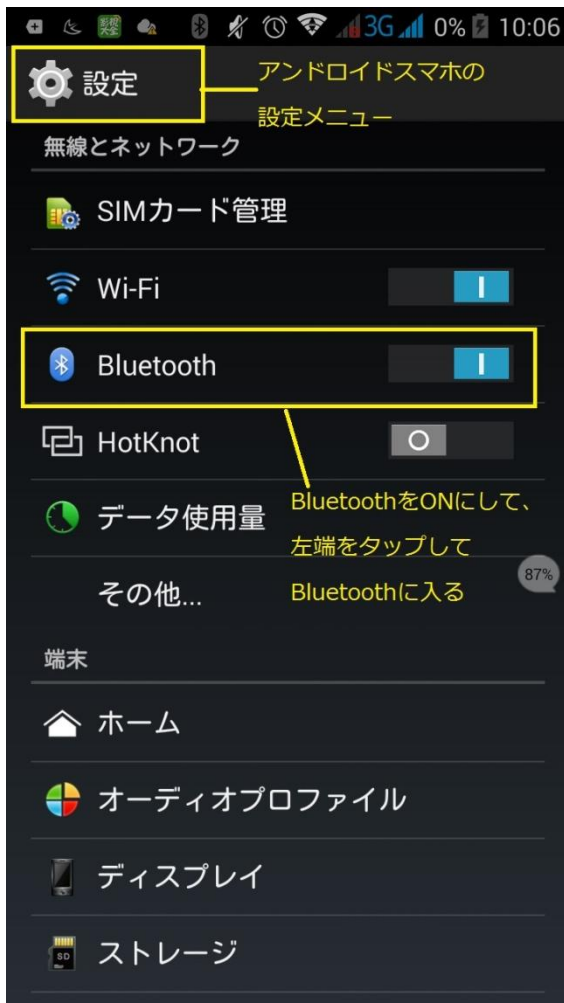 3G 0% 10:06
設定
アンドロイドスマホの
設定メニュー
無線とネットワーク
SIMカード管理
Wi-Fi
Bluetooth
HotKnot
データ使用量
BluetoothをONにして、
左端をタップして
Bluetoothに入る
87%
その他...
端末
ホーム
オーディオプロファイル
ディスプレイ
SD
ストレージ